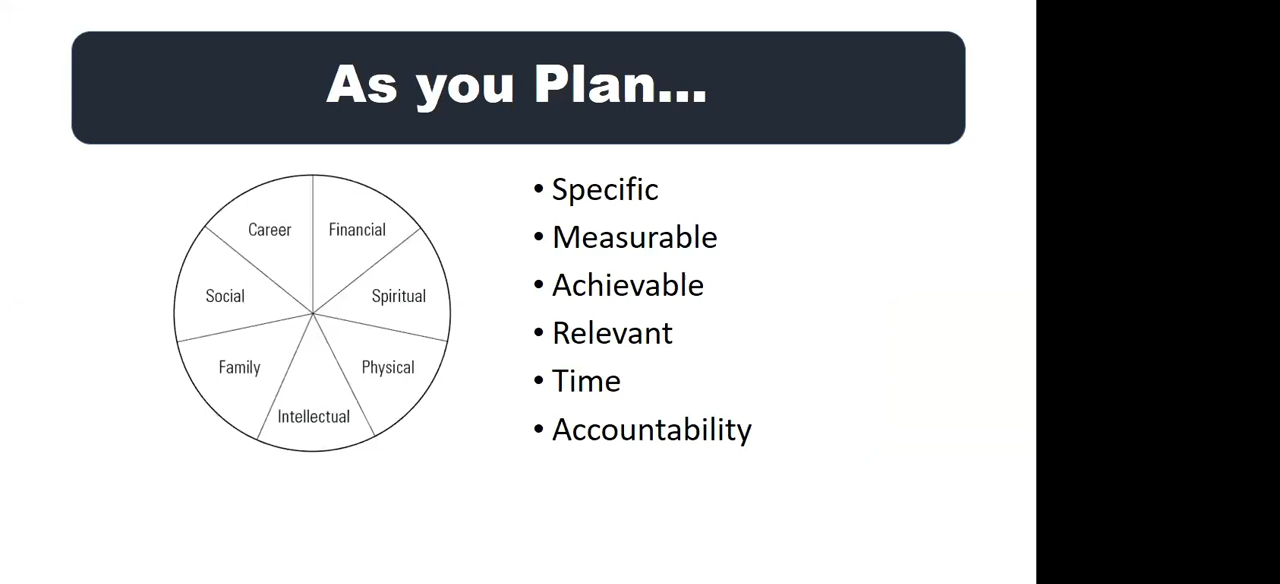 As you Plan...
Career
Financial
Social
Spiritual
Family
Physical
Intellectual
• Specific
• Measurable
• Achievable
• Relevant
• Time
• Accountability